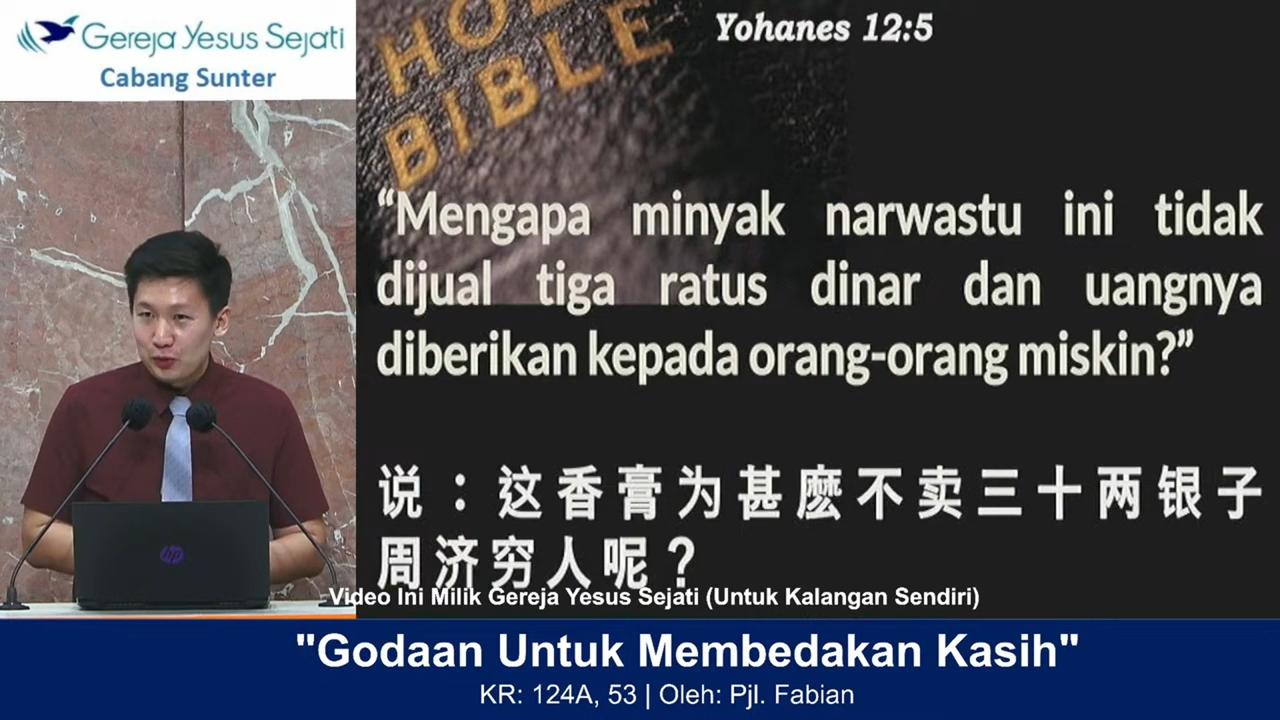 Gereja Yesus Sejati
Cabang Sunter
HOLY
BIBLE
Yohanes 12:5
“Mengapa minyak narwastu ini tidak
dijual tiga ratus dinar dan uangnya
diberikan kepada orang-orang miskin?”
说：这香膏为甚麽不卖三十两银子
周济穷人呢？
hp
Video Ini Milik Gereja Yesus Sejati (Untuk Kalangan Sendiri)
"Godaan Untuk Membedakan Kasih"
KR: 124A, 53 | Oleh: Pjl. Fabian